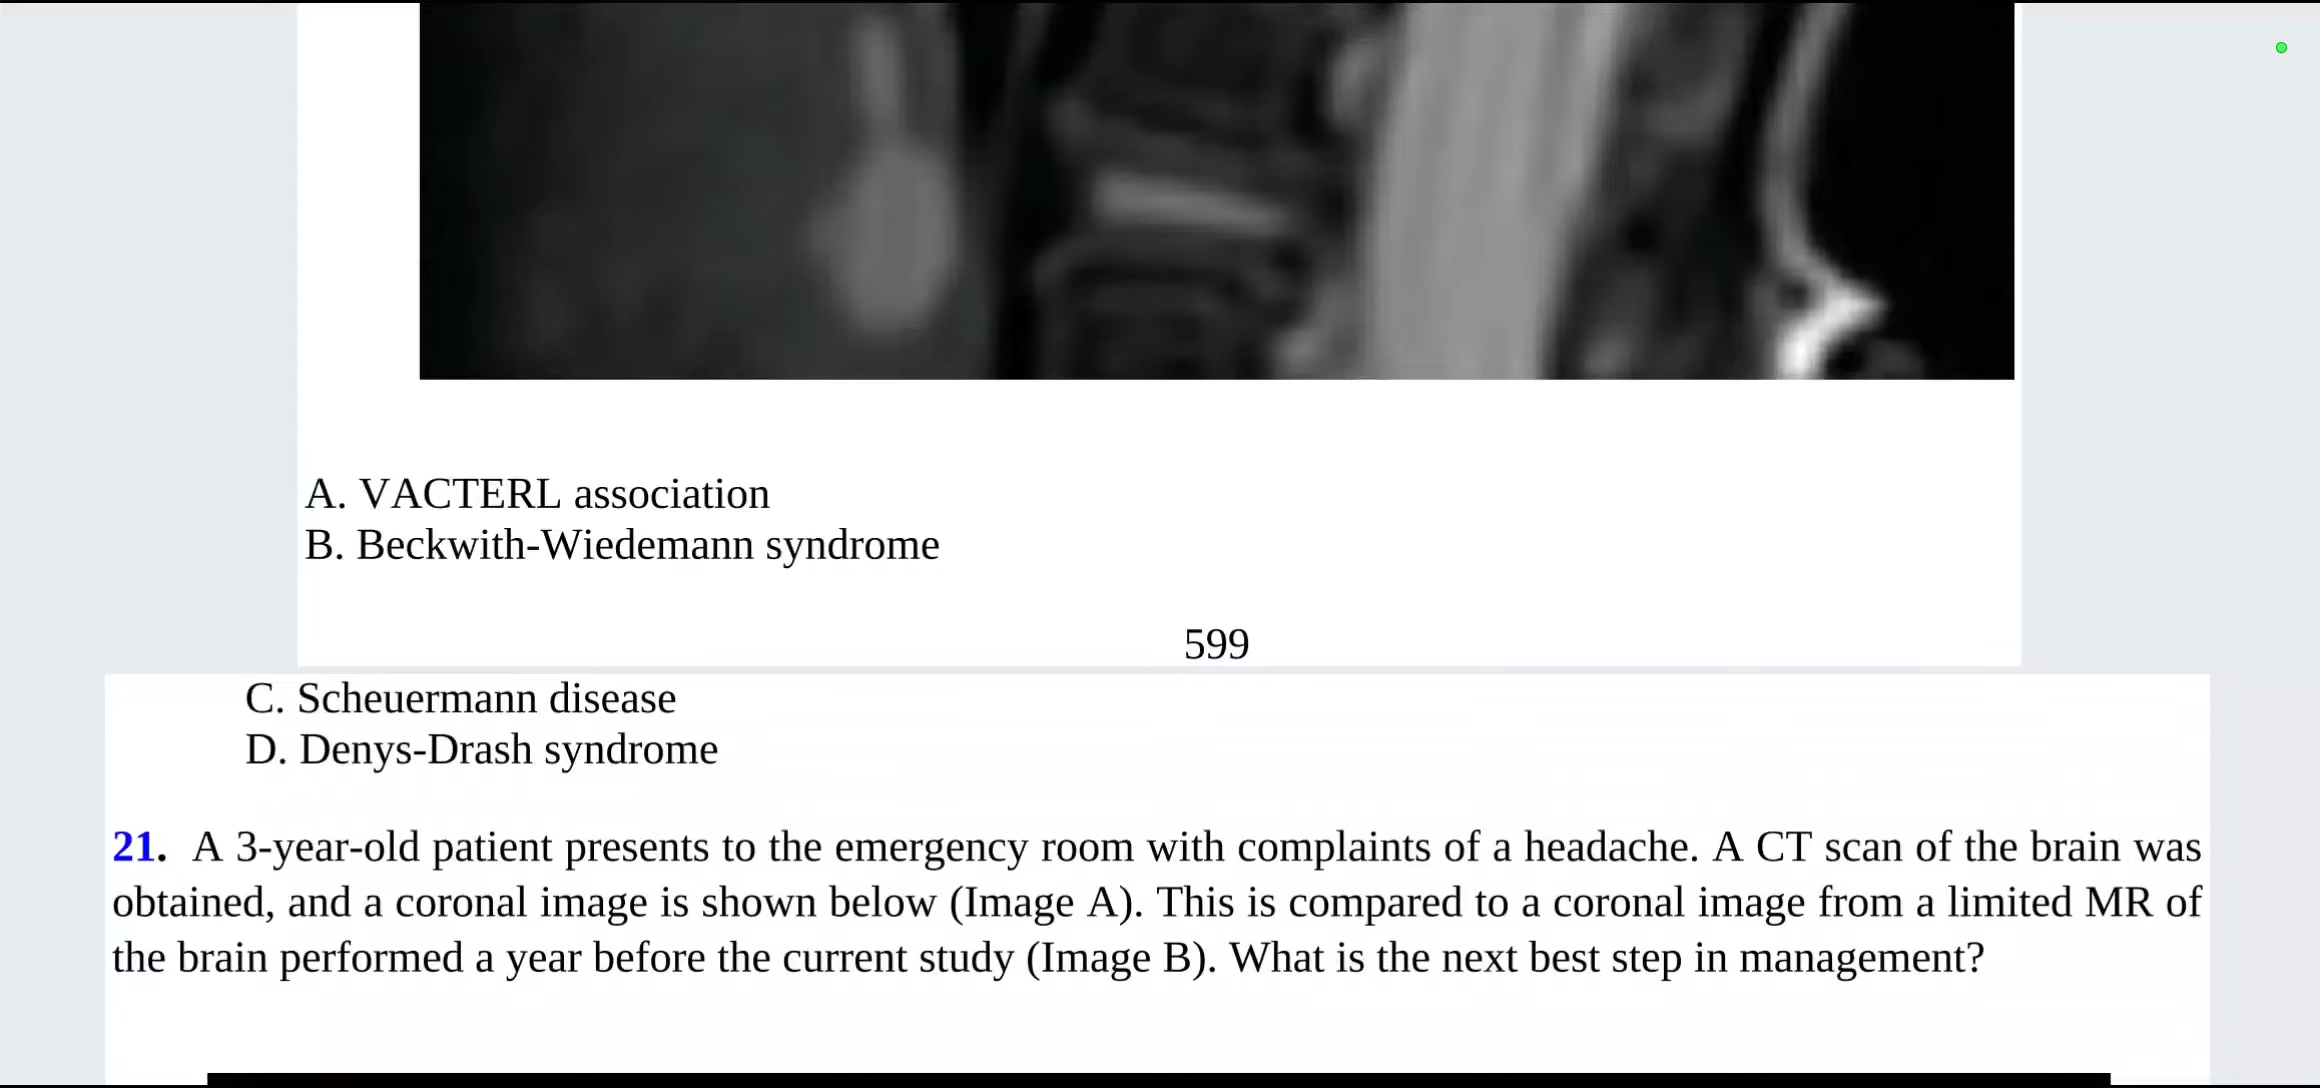 A. VACTERL association
B. Beckwith-Wiedemann syndrome
599
C. Scheuermann disease
D. Denys-Drash syndrome
21. A 3-year-old patient presents to the emergency room with complaints of a headache. A CT scan of the brain was
obtained, and a coronal image is shown below (Image A). This is compared to a coronal image from a limited MR of
the brain performed a year before the current study (Image B). What is the next best step in management?